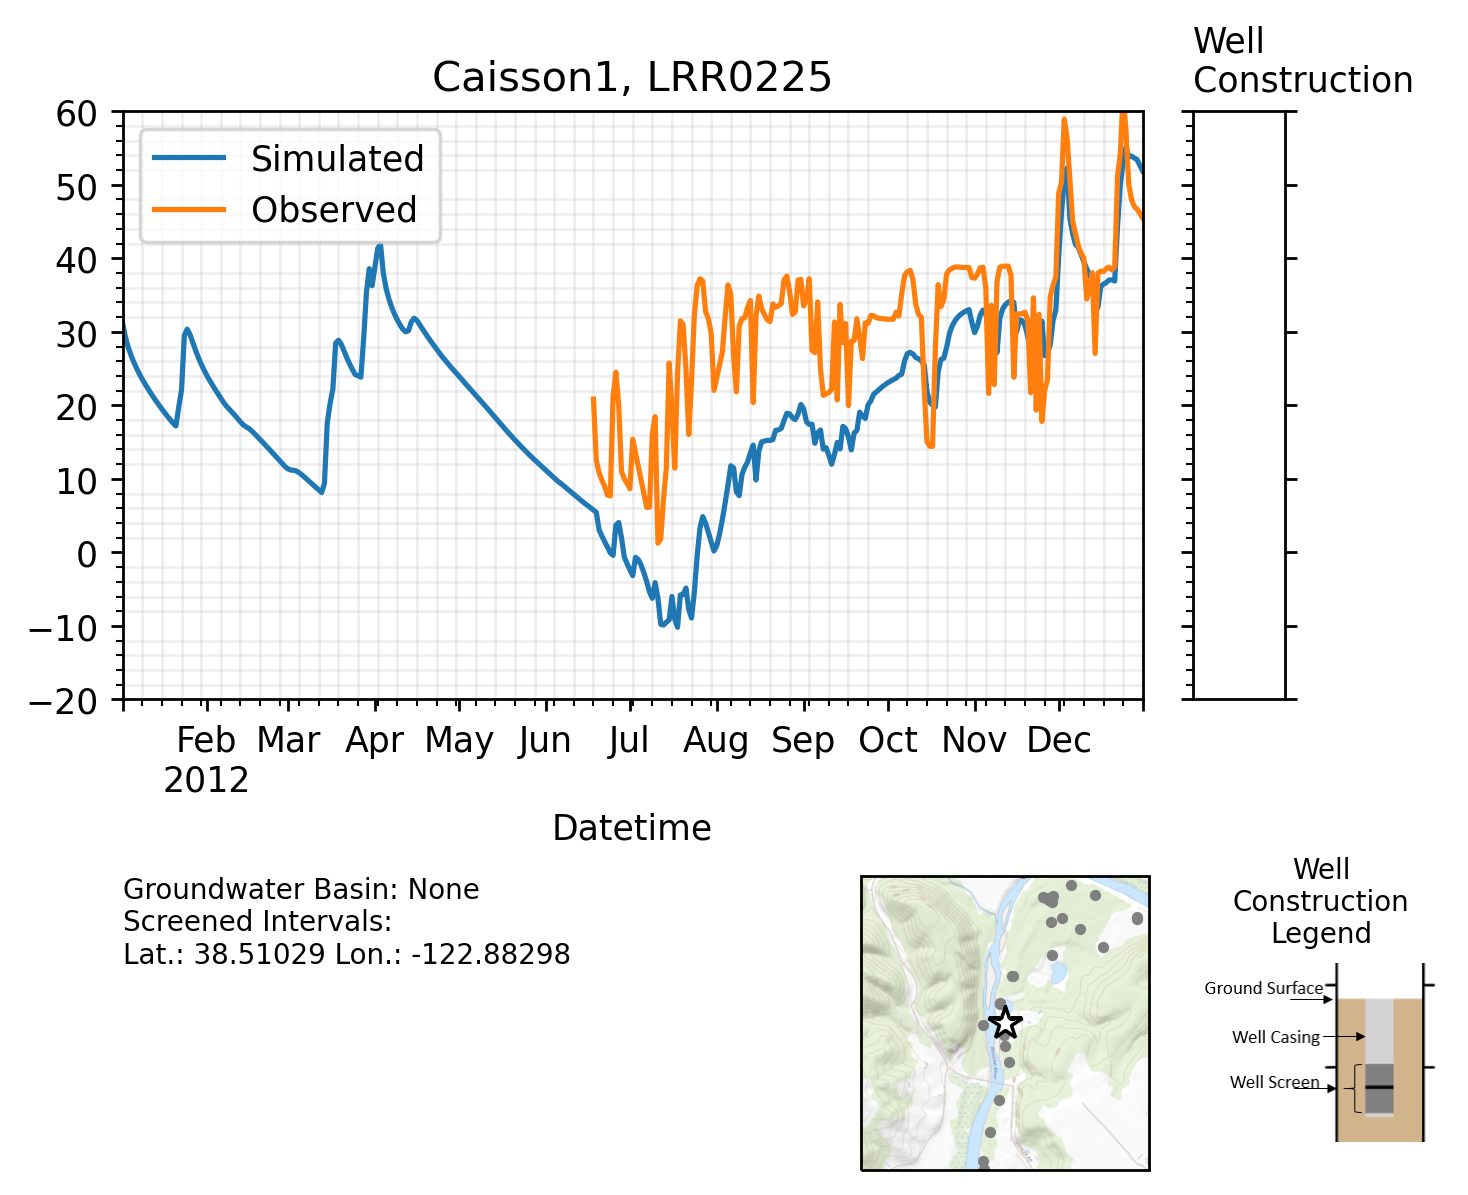 Well
Construction
Caisson1, LRR0225
Simulated
Observed
60
50
40
30
20
10
0
−10
−20
Feb Mar Apr May Jun Jul Aug Sep Oct Nov Dec
2012
Datetime
Groundwater Basin: None
Screened Intervals:
Lat.: 38.51029 Lon.: -122.88298
Well
Construction
Legend
Ground Surface
Well Casing
Well Screen